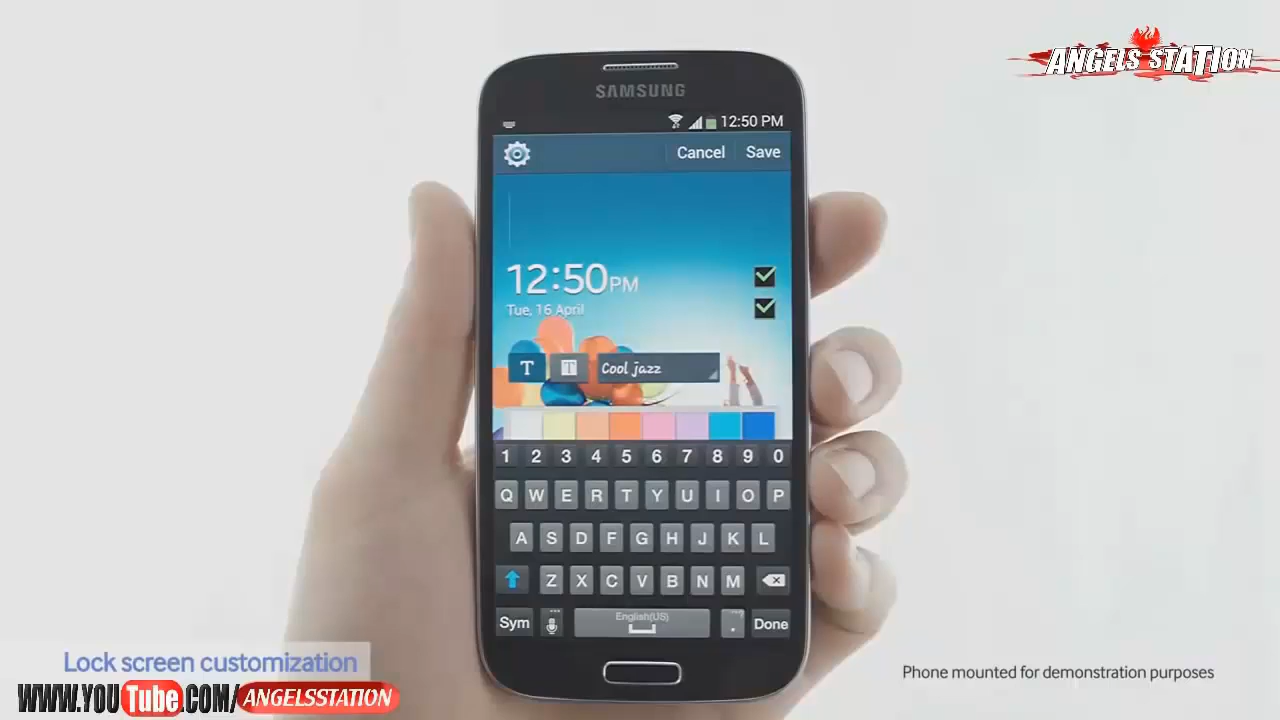 ANGELS STATION
SAMSUNG
12:50 PM
Cancel Save
12:50PM
Tue, 16 April
T T Cool jazz
1 2 3 4 5 6 7 8 9 0
Q W E R T Y U I O P
A S D F G H J K L
Z X C V B N M
Sym English(US) . Done
Lock screen customization
Phone mounted for demonstration purposes
WWW.YOUTube.COM/ANGELSSTATION